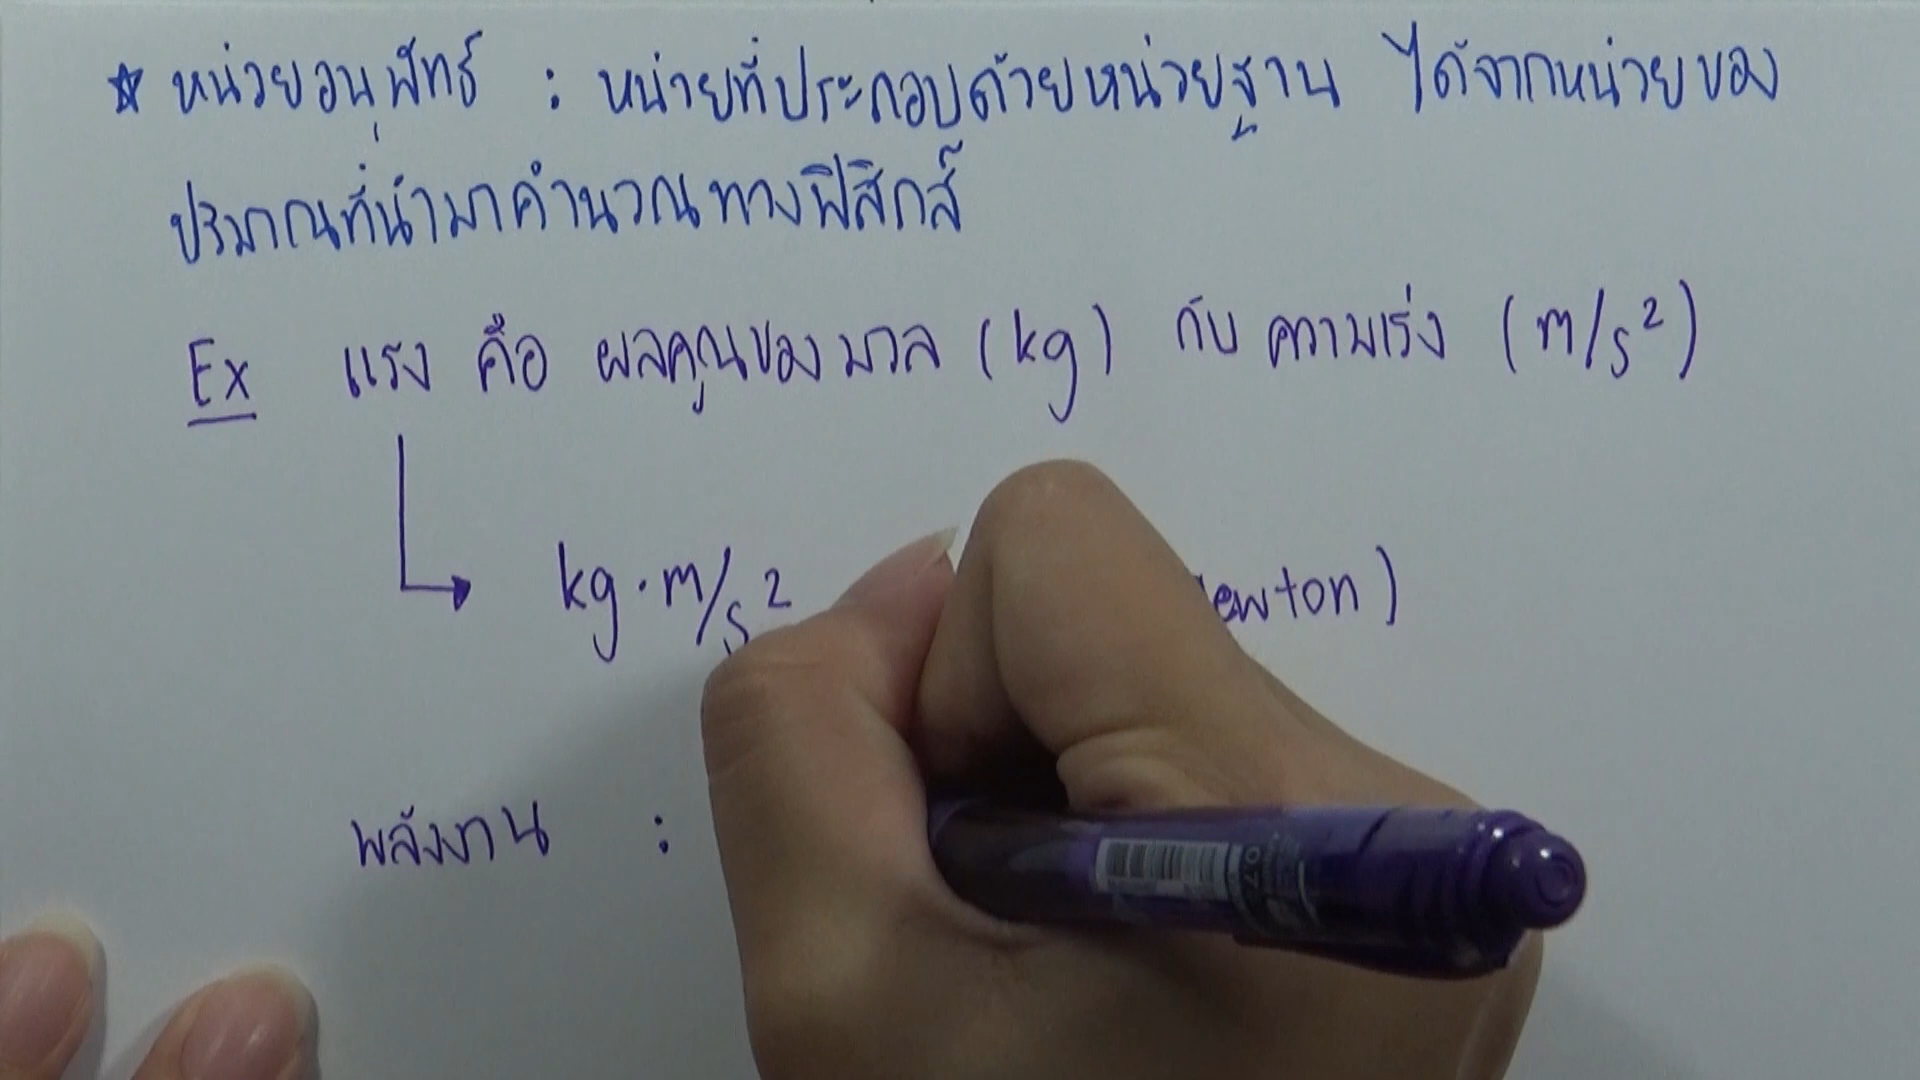 ☆ หน่วยอนุพัทธ์ : หน่ายที่ประกอบด้วยหน่วยฐาน ได้จากหน่วยของ
ปริมาณที่นำมาคำนวณทางฟิสิกส์
Ex แรง คือ ผลคูณของมวล (kg) กับ ความเร่ง (m/s²)
kg·m/s² ewton)
พลังงาน :
0.7